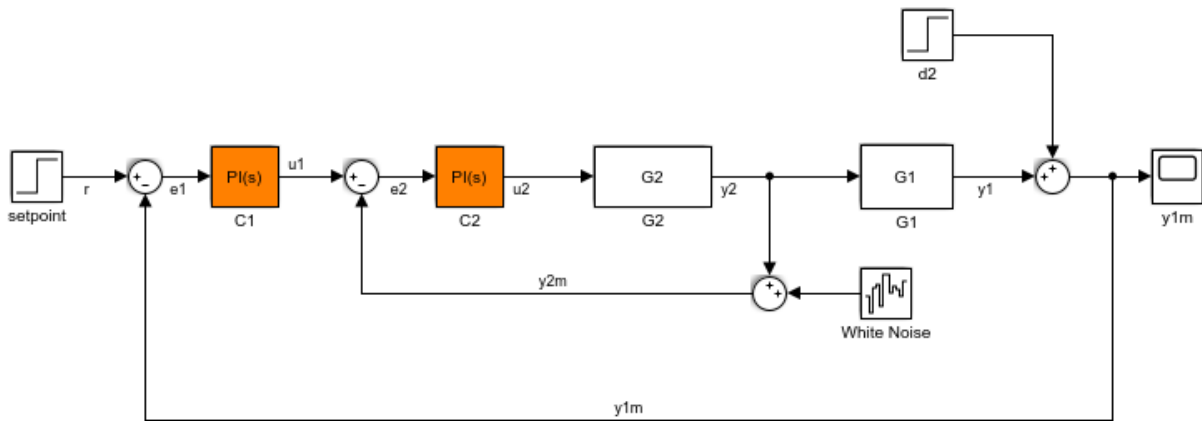 d2
setpoint
r
e1
PI(s)
C1
u1
e2
PI(s)
C2
u2
G2
G2
y2
G1
G1
y1
y1m
y2m
White Noise
y1m